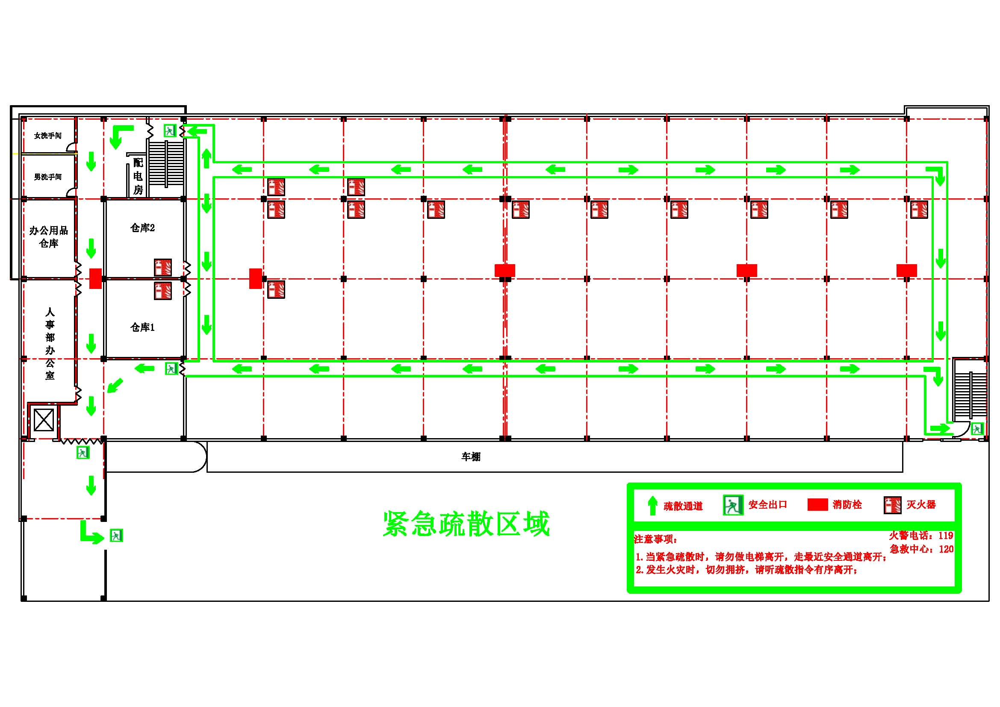 女洗手间
男洗手间
配电房
办公用品
仓库
仓库2
仓库1
人事部办公室
车棚
紧急疏散区域
疏散通道
安全出口
消防栓
灭火器
注意事项：
火警电话：119
急救中心：120
1.当紧急疏散时，请勿做电梯离开，走最近安全通道离开；
2.发生火灾时，切勿拥挤，请听疏散指令有序离开；